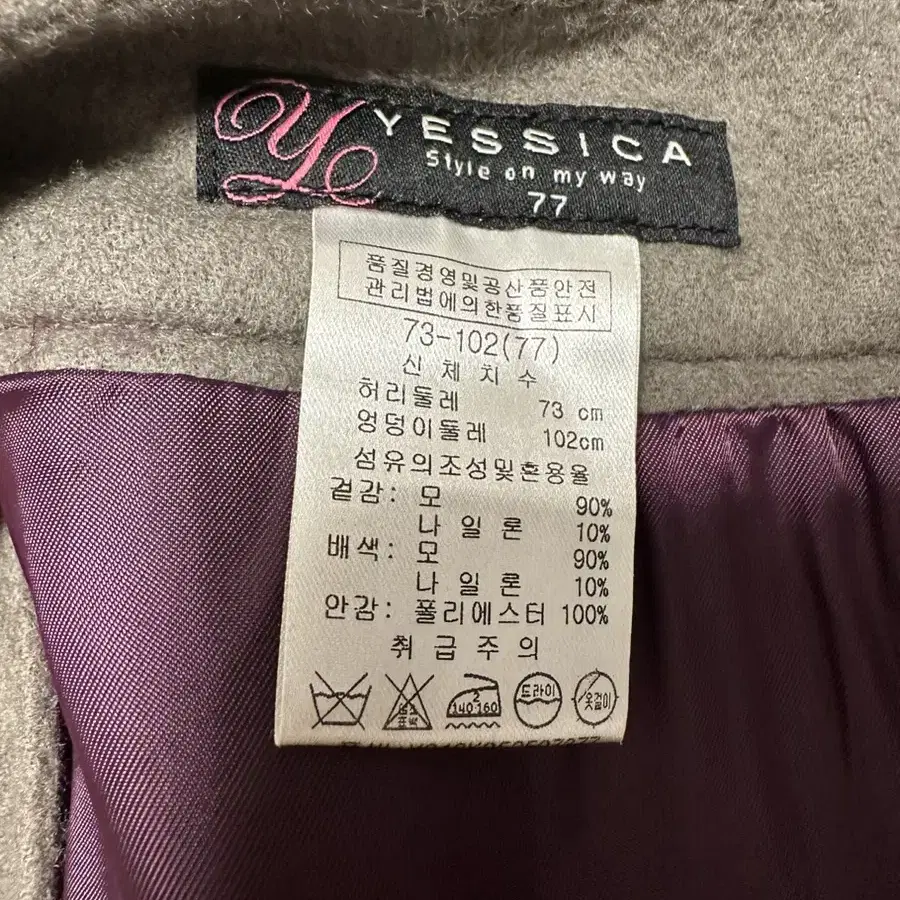 YESSICA
Style on my way
77
품질경영및공산품안전
관리법에의한품질표시
73-102(77)
신체치수
허리둘레 73 cm
엉덩이둘레 102cm
섬유의조성및혼용율
겉감: 모 90%
나일론 10%
배색: 모 90%
나일론 10%
안감: 폴리에스터 100%
취급주의
2 드라이 옷걸이
140-160